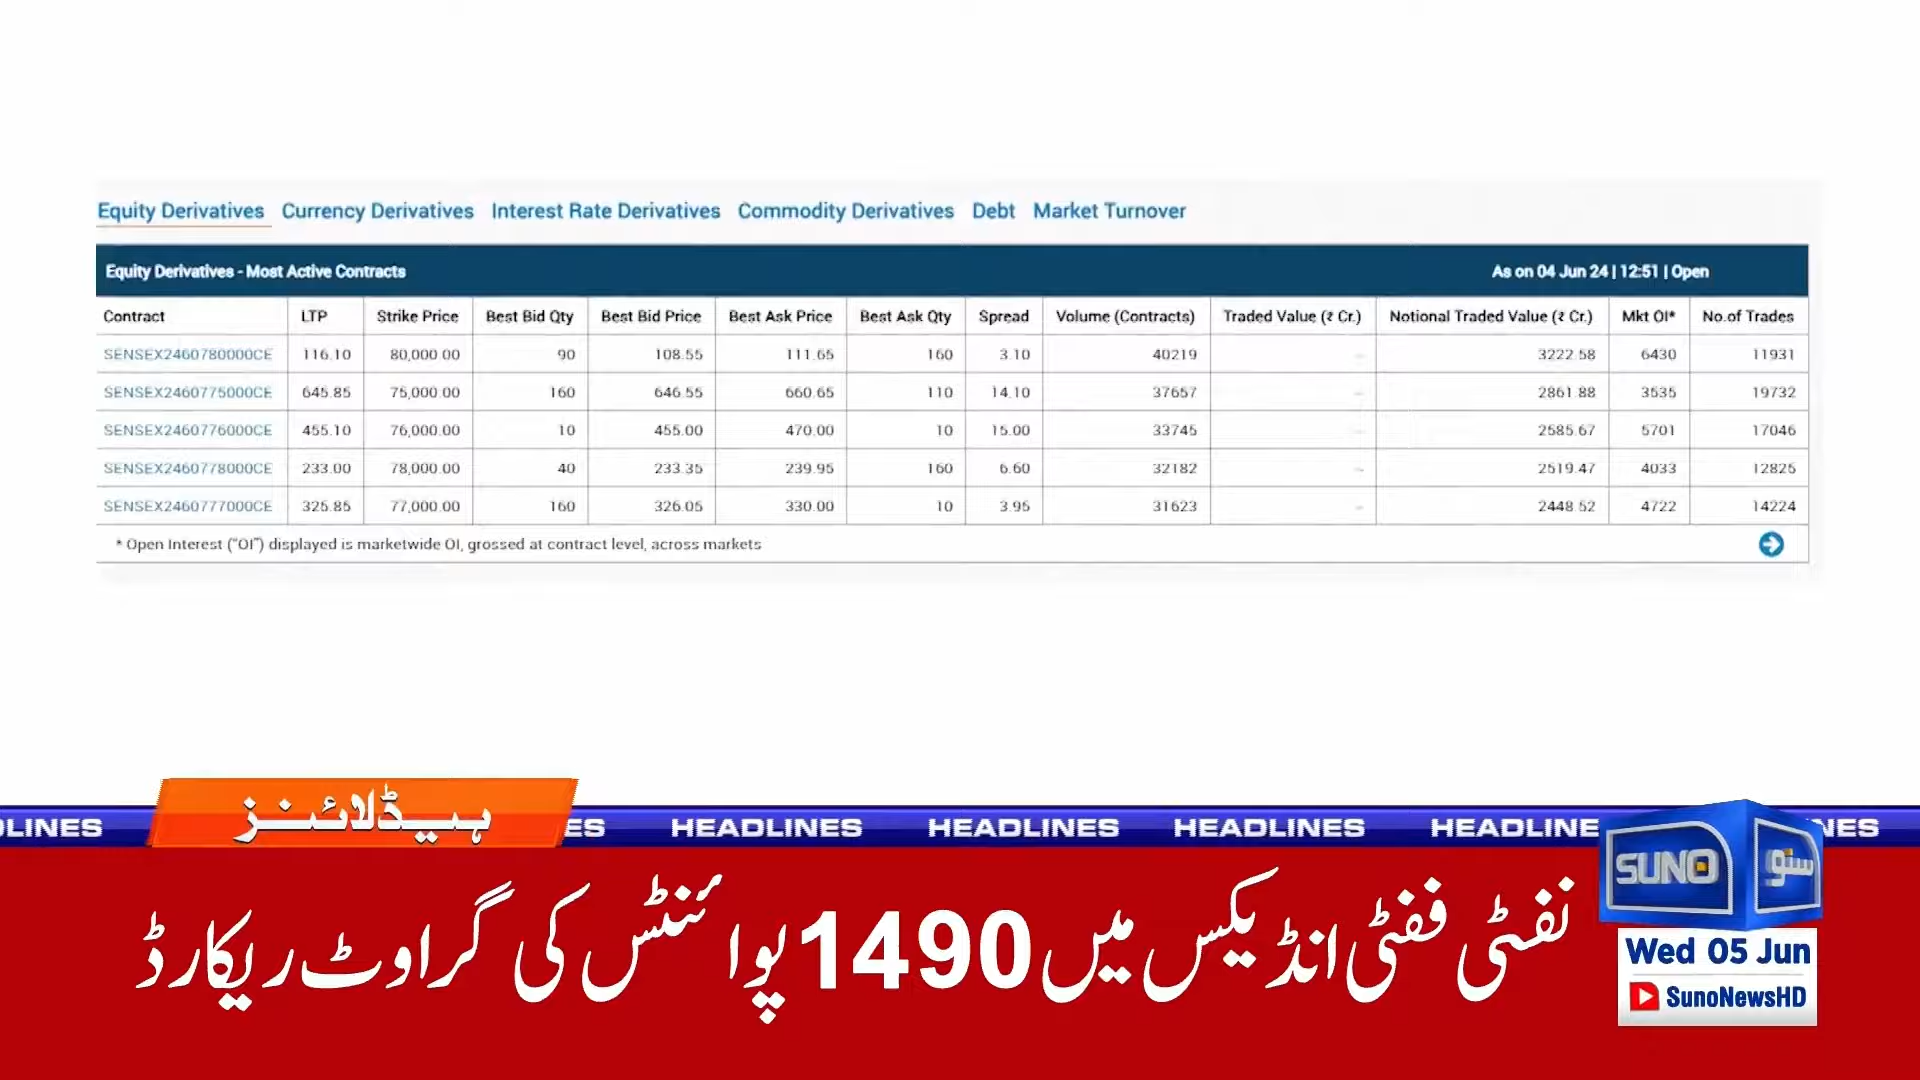 Equity Derivatives Currency Derivatives Interest Rate Derivatives Commodity Derivatives Debt Market Turnover
Equity Derivatives - Most Active Contracts As on 04 Jun 24 | 12:51 | Open
Contract LTP Strike Price Best Bid Qty Best Bid Price Best Ask Price Best Ask Qty Spread Volume (Contracts) Traded Value (₹ Cr.) Notional Traded Value (₹ Cr.) Mkt OI* No.of Trades
SENSEX2460780000CE 116.10 80,000.00 90 108.55 111.65 160 3.10 40219 - 3222.58 6430 11931
SENSEX2460775000CE 645.85 75,000.00 160 646.55 660.65 110 14.10 37657 - 2861.88 3535 19732
SENSEX2460776000CE 455.10 76,000.00 10 455.00 470.00 10 15.00 33745 - 2585.67 5701 17046
SENSEX2460778000CE 233.00 78,000.00 40 233.35 239.95 160 6.60 32182 - 2519.47 4033 12825
SENSEX2460777000CE 325.85 77,000.00 160 326.05 330.00 10 3.95 31623 - 2448.52 4722 14224
* Open Interest ("OI") displayed is marketwide OI, grossed at contract level, across markets
ہیڈلائنز
DLINES ES HEADLINES HEADLINES HEADLINES HEADLINE NES
SUNO سنو
نفٹی ففٹی انڈیکس میں 1490 پوائنٹس کی گراوٹ ریکارڈ
Wed 05 Jun
SunoNewsHD